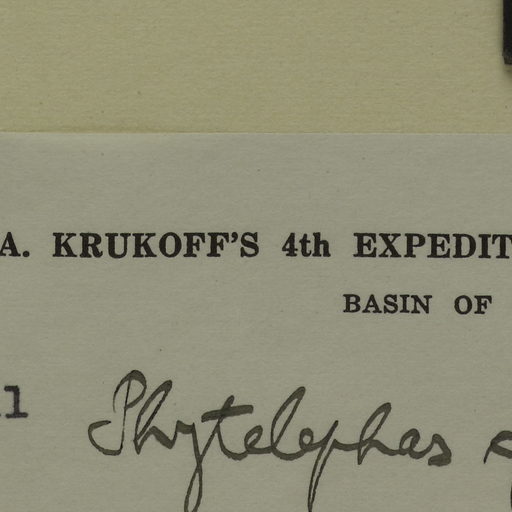 A. KRUKOFF'S 4th EXPEDIT
BASIN OF
Phytelephas